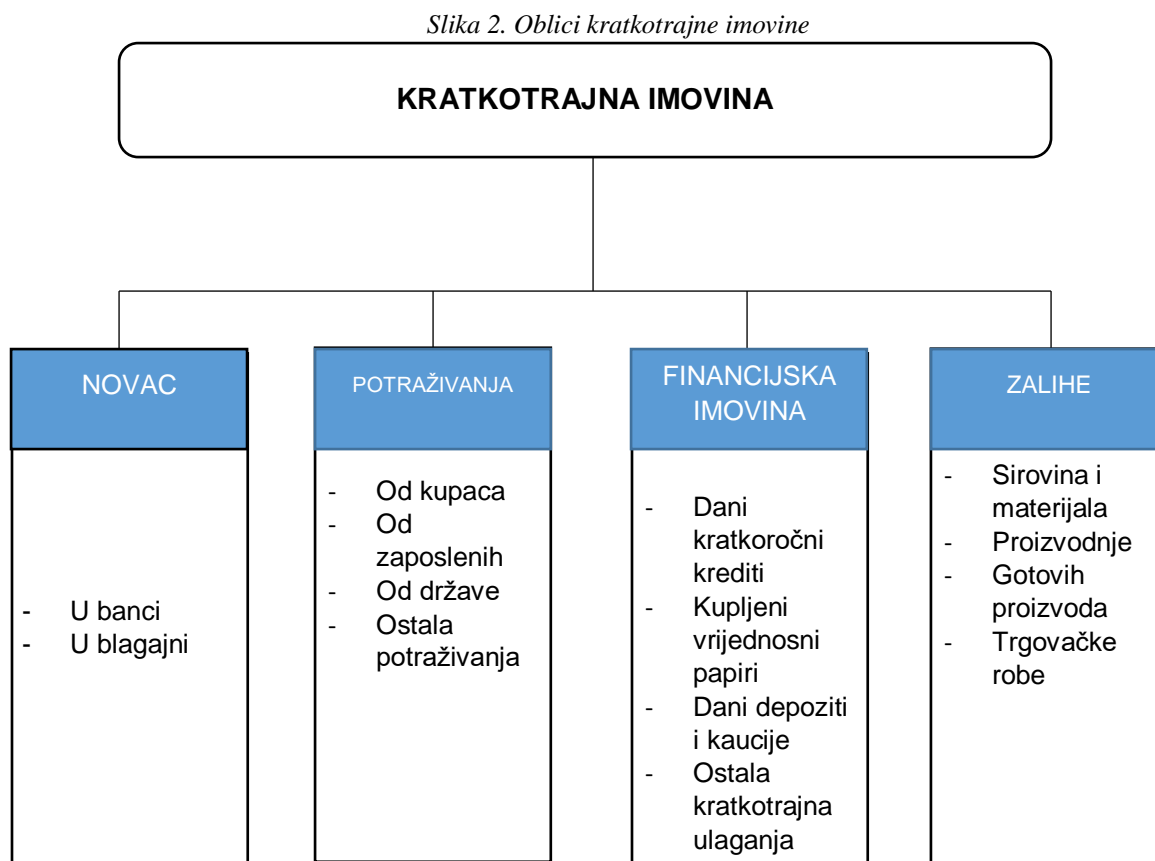 Slika 2. Oblici kratkotrajne imovine
KRATKOTRAJNA IMOVINA
NOVAC
- U banci
- U blagajni
POTRAŽIVANJA
- Od kupaca
- Od
zaposlenih
- Od države
- Ostala
potraživanja
FINANCIJSKA
IMOVINA
- Dani
kratkoročni
krediti
- Kupljeni
vrijednosni
papiri
- Dani depoziti
i kaucije
- Ostala
kratkotrajna
ulaganja
ZALIHE
- Sirovina i
materijala
- Proizvodnje
- Gotovih
proizvoda
- Trgovačke
robe